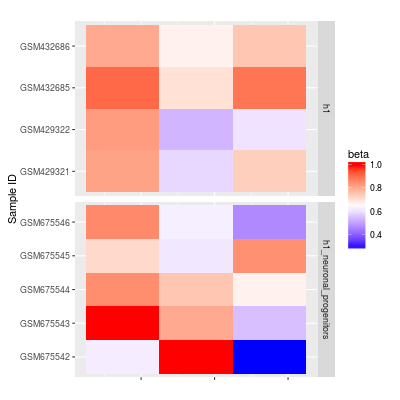 GSM432686
GSM432685
GSM429322
GSM429321
h1
GSM675546
GSM675545
GSM675544
GSM675543
GSM675542
h1_neuronal_progenitors
Sample ID
beta
1.0
0.8
0.6
0.4